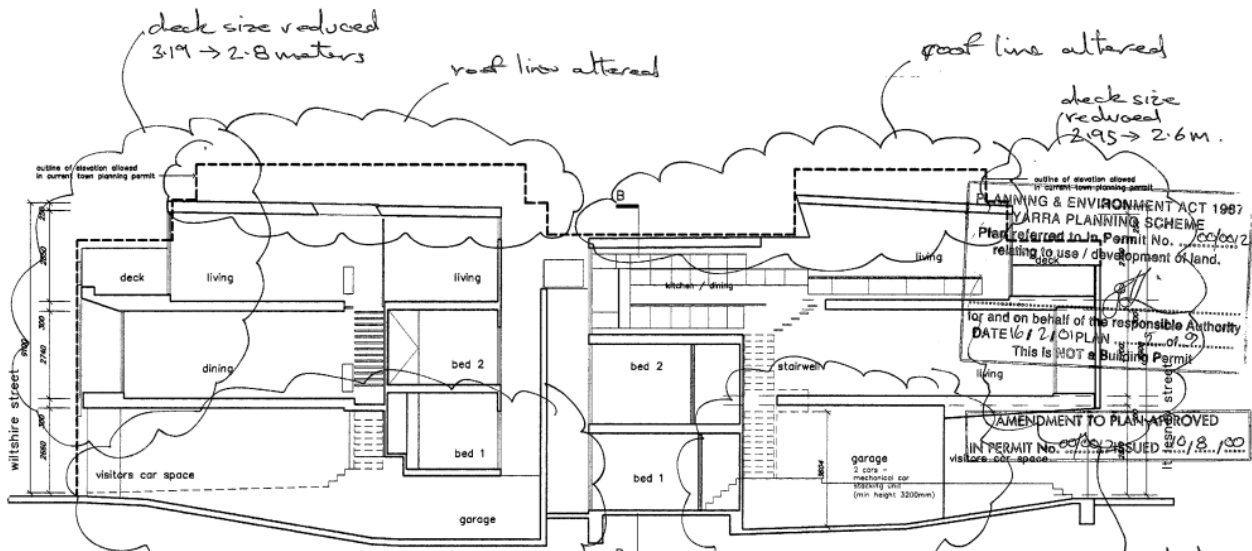 deck size reduced
3.19 → 2.8 meters
roof line altered
roof line altered
deck size
reduced
2.95 → 2.6 m.
outline of elevation allowed
in current town planning permit
outline of elevation allowed
in current town planning permit
PLANNING & ENVIRONMENT ACT 1987
YARRA PLANNING SCHEME
Plan referred to in Permit No.
relating to use / development of land.
for and on behalf of the responsible Authority
DATE 16/2/01 PLAN 5 of 9
This is NOT a Building Permit
AMENDMENT TO PLAN APPROVED
IN PERMIT No. ISSUED 10/8/00
B
deck
living
living
kitchen / dining
living
deck
dining
bed 2
bed 2
stairwell
living
bed 1
bed 1
visitors car space
garage
garage
2 cars -
mechanical car
stacking unit
(min height 3200mm)
visitors car space
wiltshire street
street
300
2740
300
2660